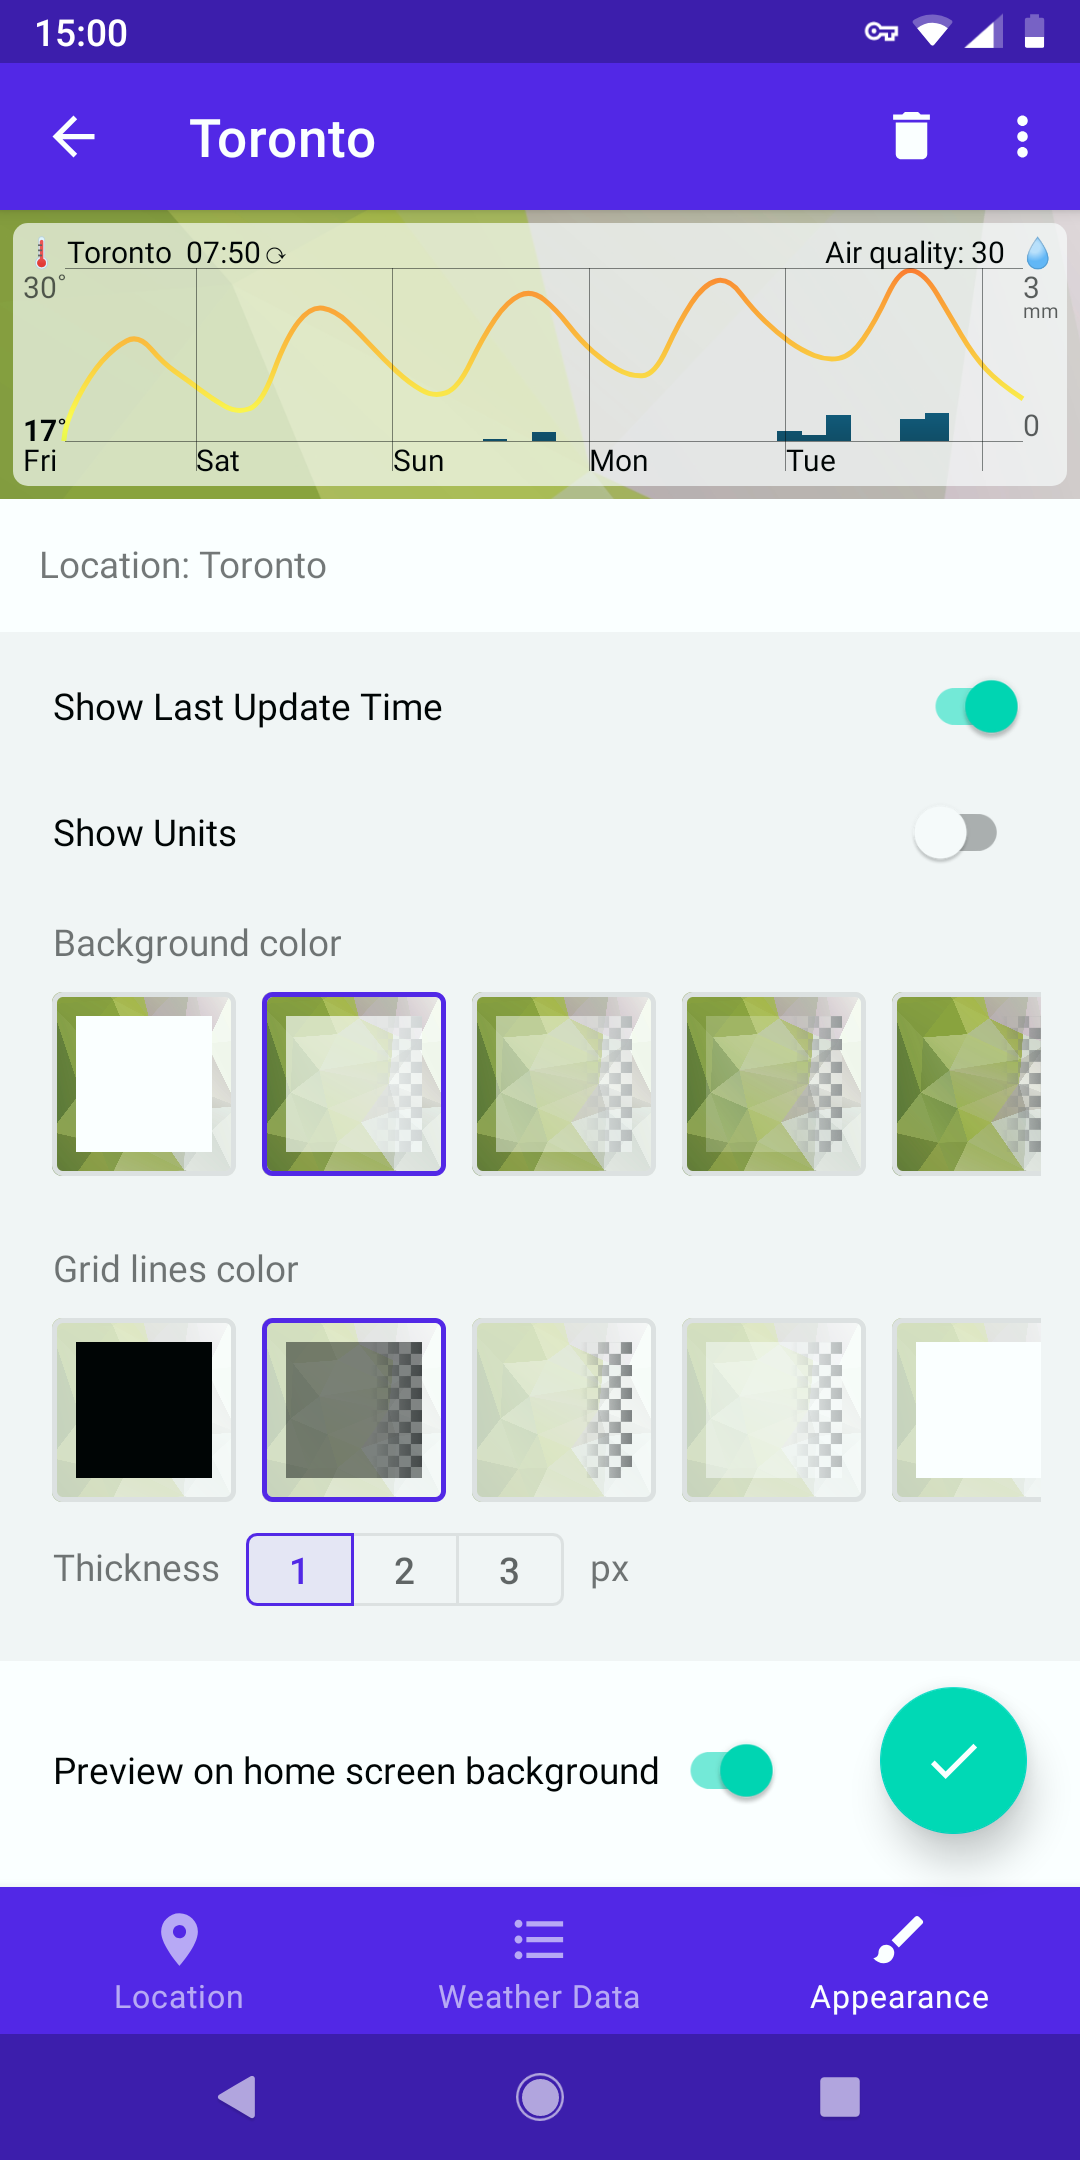 15:00
Toronto
Toronto 07:50
Air quality: 30
30°
3
mm
17°
0
Fri
Sat
Sun
Mon
Tue
Location: Toronto
Show Last Update Time
Show Units
Background color
Grid lines color
Thickness 1 2 3 px
Preview on home screen background
Location
Weather Data
Appearance